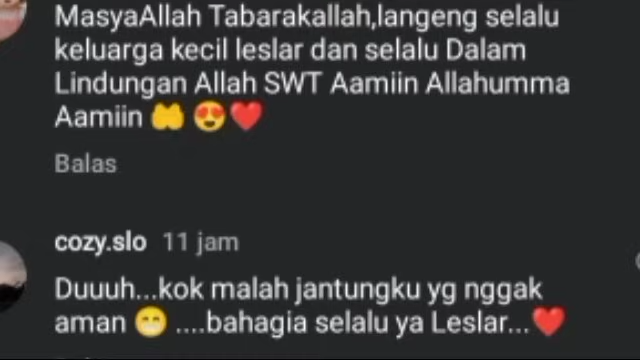 MasyaAllah Tabarakallah,langeng selalu
keluarga kecil leslar dan selalu Dalam
Lindungan Allah SWT Aamiin Allahumma
Aamiin 🤲 😍❤️
Balas
cozy.slo 11 jam
Duuuh...kok malah jantungku yg nggak
aman 😁 ....bahagia selalu ya Leslar...❤️